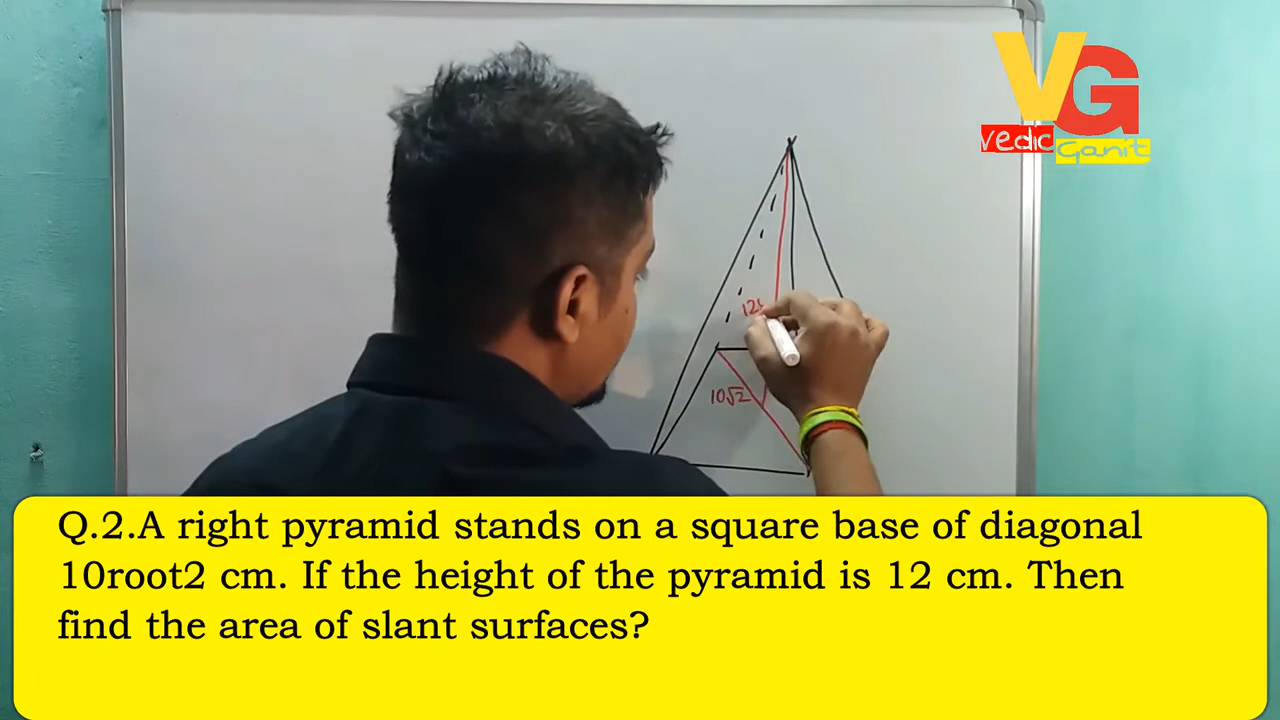 VG
vedic
Ganit
12
10√2
Q.2.A right pyramid stands on a square base of diagonal
10root2 cm. If the height of the pyramid is 12 cm. Then
find the area of slant surfaces?